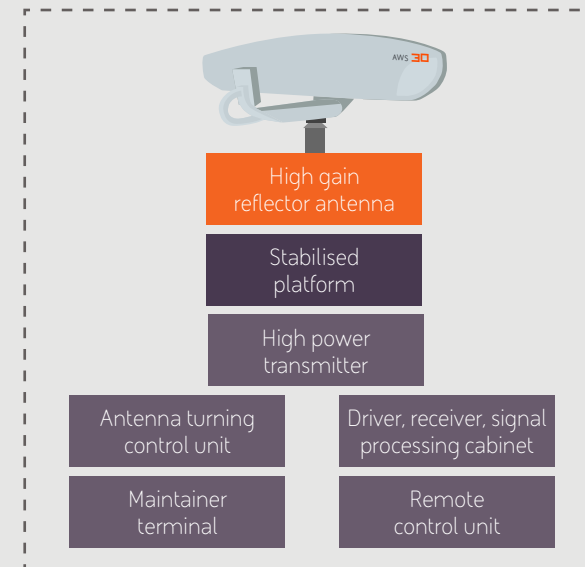 AWS 3D
High gain
reflector antenna
Stabilised
platform
High power
transmitter
Antenna turning
control unit
Driver, receiver, signal
processing cabinet
Maintainer
terminal
Remote
control unit